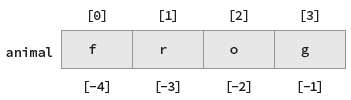 [0] [1] [2] [3]
animal f r o g
[-4] [-3] [-2] [-1]